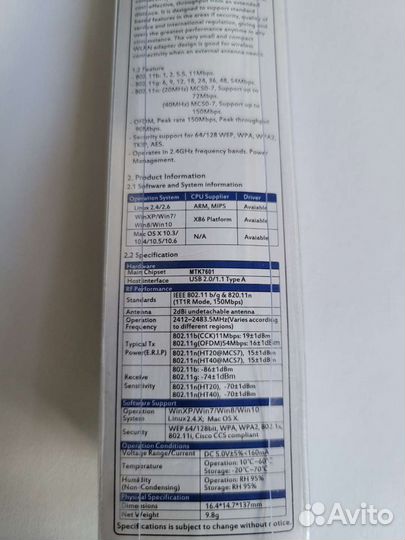 effective, throughput from an extended
distance. It is designed to support
based features in the areas if security, quality of
service and international regulation, giving end
users the greatest performance anytime in any
circumstance. The very small and compact
WLAN adapter design is good for wireless
connectivity when an external antenna needed
1.2 Feature
- 802.11b: 1, 2, 5.5, 11Mbps.
- 802.11g: 6, 9, 12, 18, 24, 36, 48, 54Mbps
- 802.11n: (20MHz) MCS0-7, Support up to
72Mbps
(40MHz) MCS0-7, Support up to
150Mbps
- OFDM, Peak rate 150Mbps, Peak throughput
90Mbps.
- Security support for 64/128 WEP, WPA, WPA2,
TKIP, AES.
- Operates in 2.4GHz frequency bands. Power
Management.
2. Product Information
2.1 Software and System information
Operation System CPU Supplier Driver
Linux 2.4/2.6 ARM, MIPS Avaiable
WinXP/Win7/
Win8/Win10 X86 Platform Avaiable
Mac OS X 10.3/
10.4/10.5/10.6 N/A Avaiable
2.2 Specification
Hardware
Main Chipset MTK7601
Host interface USB 2.0/1.1 Type A
RF Performance
Standards IEEE 802.11 b/g & 820.11n
(1T1R Mode, 150Mbps)
Antenna 2dBi undetachable antenna
Operation
Frequency 2412~2483.5MHz(Varies according
to different regions)
Typical Tx
Power(E.R.I.P) 802.11b(CCK)11Mbps: 19±1dBm
802.11g(OFDM)54Mbps: 16±1dBm
802.11n(HT20@MCS7), 15±1dBm
802.11n(HT40@MCS7), 15±1dBm
Receive
Sensitivity 802.11b: -86±1dBm
802.11g: -74±1dBm
802.11n(HT20), -70±1dBm
802.11n(HT40), -70±1dBm
Software Support
Operation
System WinXP/Win7/Win8/Win10
Linux2.4.X; Mac OS X
Security WEP 64/128bit, WPA, WPA2, 802.1x,
802.11i, Cisco CCS compliant
Operation Conditions
Voltage Range/Current DC 5.0V±5%<160mA
Temperature Operation: 10°C~60°C
Storage: -20°C~70°C
Humidity
(Non-Condensing) Operation: RH 95%
Storage: RH 95%
Physical Specification
Dimensions 16.4*14.7*137mm
Net Weight 9.8g
Specifications is subject to change without notice.
Avito